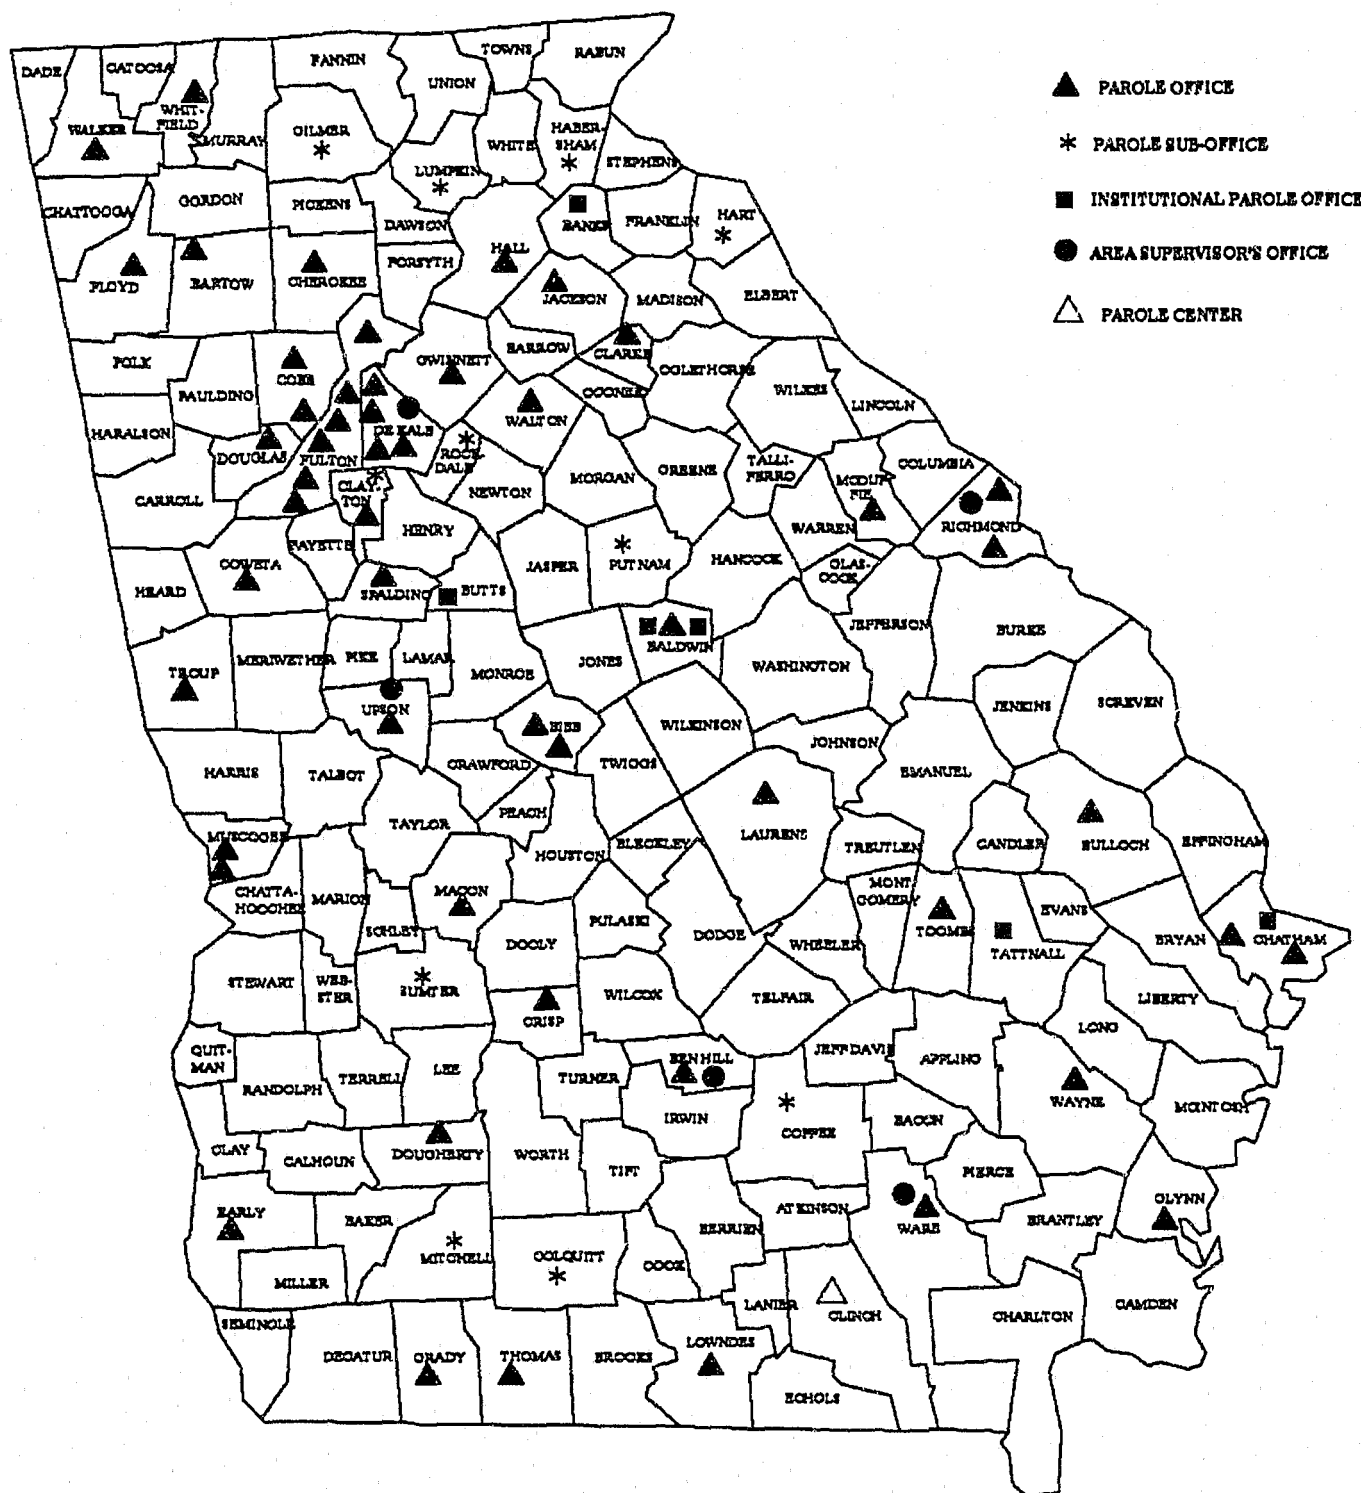 TOWNS
RABUN
FANNIN
DADE
CATOOSA
UNION
PAROLE OFFICE
WHIT-
FIELD
WALKER
GILMER
HABER-
SHAM
MURRAY
WHITE
PAROLE SUB-OFFICE
STEPHENS
LUMPKIN
GORDON
PICKENS
INSTITUTIONAL PAROLE OFFICE
CHATTOOGA
DAWSON
BANKS
FRANKLIN
HART
HALL
AREA SUPERVISOR'S OFFICE
FORSYTH
FLOYD
BARTOW
CHEROKEE
JACKSON
MADISON
ELBERT
PAROLE CENTER
POLK
GWINNETT
BARROW
CLARKE
OGLETHORPE
COBB
PAULDING
OCONEE
WILKES
LINCOLN
WALTON
HARALSON
DE KALB
DOUGLAS
FULTON
ROCK-
DALE
TALLI-
FERRO
COLUMBIA
GREENE
MORGAN
CARROLL
CLAY-
TON
NEWTON
MCDUF-
FIE
WARREN
RICHMOND
HENRY
FAYETTE
HANCOCK
COWETA
JASPER
PUTNAM
GLAS-
COCK
HEARD
SPALDING
BUTTS
JEFFERSON
BURKE
BALDWIN
MERIWETHER
PIKE
LAMAR
JONES
WASHINGTON
TROUP
MONROE
SCREVEN
JENKINS
UPSON
BIBB
WILKINSON
JOHNSON
HARRIS
TALBOT
CRAWFORD
TWIGGS
EMANUEL
PEACH
TAYLOR
LAURENS
MUSCOGEE
BLECKLEY
TREUTLEN
CANDLER
BULLOCH
EFFINGHAM
HOUSTON
CHATTA-
HOOCHEE
MARION
MACON
MONT
GOMERY
EVANS
SCHLEY
PULASKI
DODGE
DOOLY
WHEELER
TOOMBS
TATTNALL
BRYAN
CHATHAM
STEWART
WEB-
STER
SUMTER
WILCOX
TELFAIR
LIBERTY
CRISP
LONG
QUIT-
MAN
JEFF DAVIS
APPLING
BEN HILL
RANDOLPH
TERRELL
LEE
TURNER
WAYNE
MCINTOSH
IRWIN
COFFEE
BACON
CLAY
CALHOUN
DOUGHERTY
WORTH
TIFT
PIERCE
EARLY
BAKER
ATKINSON
GLYNN
BERRIEN
WARE
BRANTLEY
MITCHELL
COLQUITT
COOK
MILLER
LANIER
CLINCH
CHARLTON
CAMDEN
SEMINOLE
DECATUR
GRADY
THOMAS
BROOKS
LOWNDES
ECHOLS